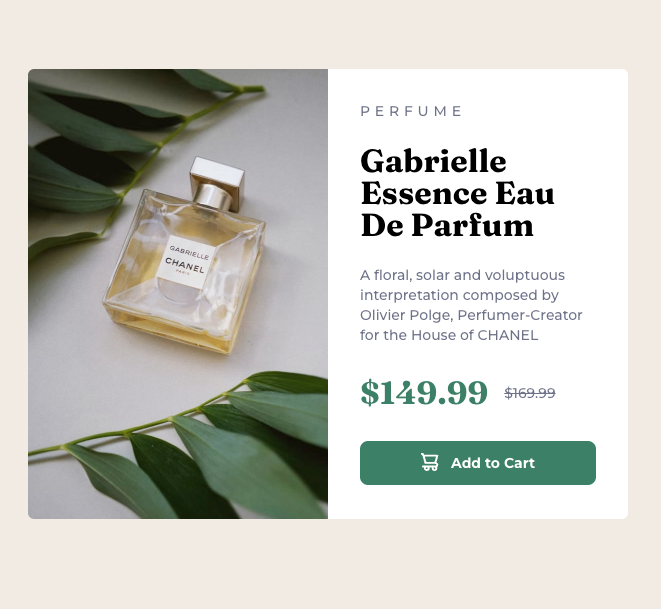 GABRIELLE
CHANEL
PARIS
PERFUME
Gabrielle
Essence Eau
De Parfum
A floral, solar and voluptuous
interpretation composed by
Olivier Polge, Perfumer-Creator
for the House of CHANEL
$149.99 $169.99
Add to Cart